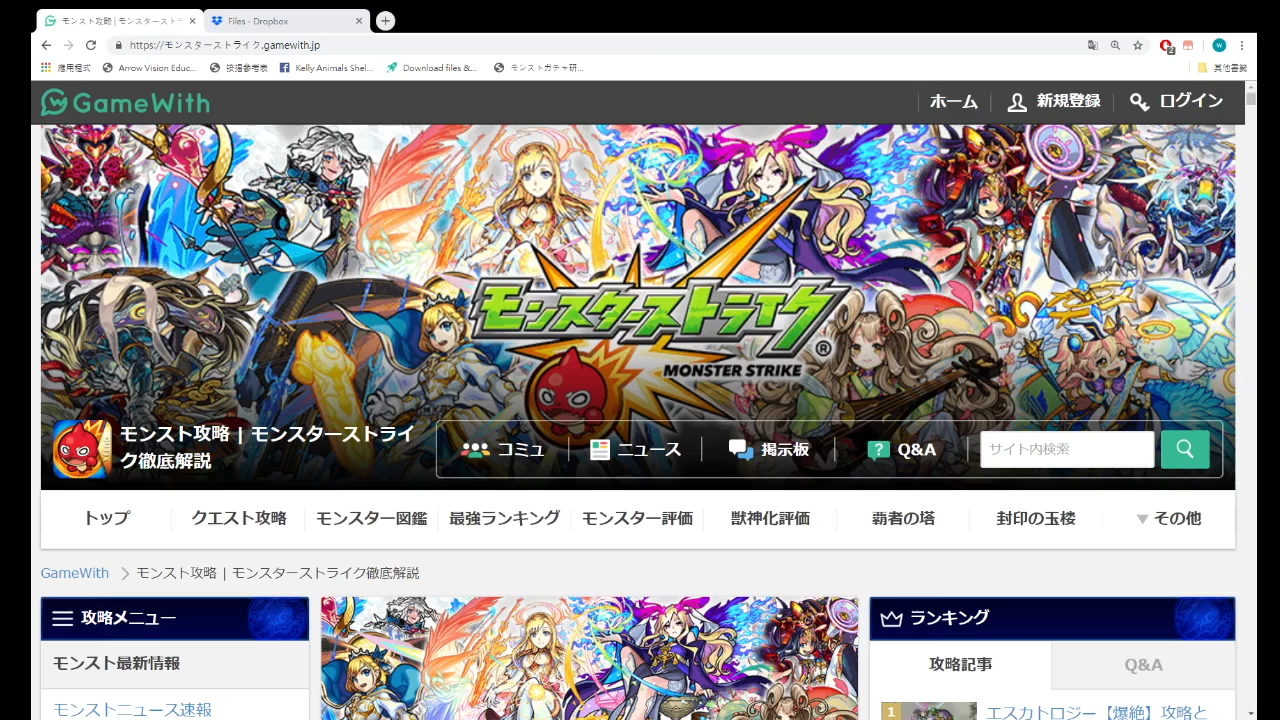 モンスト攻略 | モンスターストラ
Files - Dropbox
https://モンスターストライク.gamewith.jp
應用程式
Arrow Vision Educ...
Kelly Animals Shel...
Download files &...
モンストガチャ研...
其他書籤
GameWith
ホーム
新規登録
ログイン
モンスターストライク
MONSTER STRIKE
®
モンスト攻略 | モンスターストライ
ク徹底解説
コミュ
ニュース
掲示板
Q&A
サイト内検索
トップ
クエスト攻略
モンスター図鑑
最強ランキング
モンスター評価
獣神化評価
覇者の塔
封印の玉楼
その他
GameWith
モンスト攻略 | モンスターストライク徹底解説
攻略メニュー
モンスト最新情報
モンストニュース速報
ランキング
攻略記事
Q&A
1
エスカトロジー【爆絶】攻略と